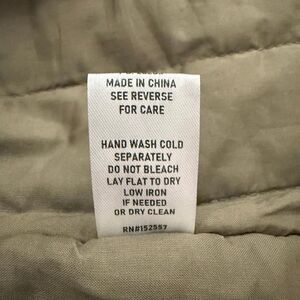 MADE IN CHINA
SEE REVERSE
FOR CARE
HAND WASH COLD
SEPARATELY
DO NOT BLEACH
LAY FLAT TO DRY
LOW IRON
IF NEEDED
OR DRY CLEAN
RN#152557